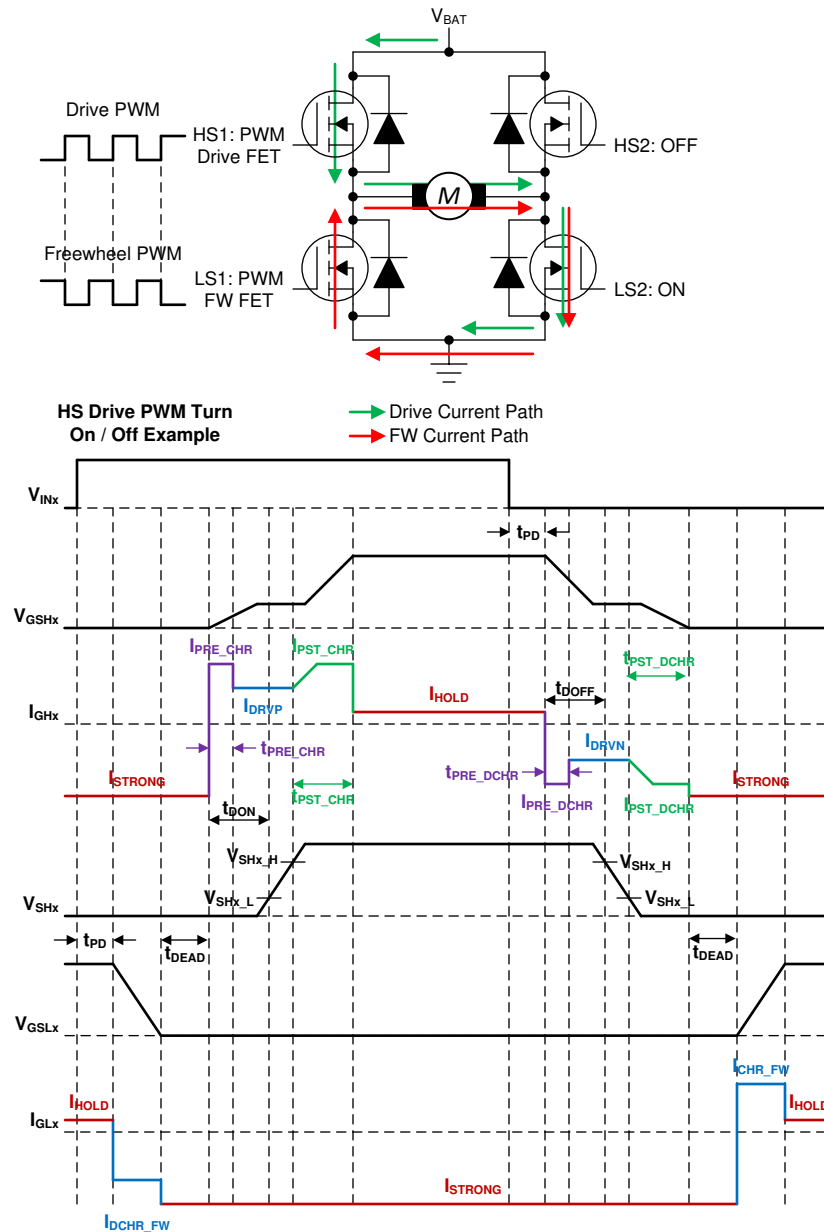 VBAT
Drive PWM
HS1: PWM
Drive FET
HS2: OFF
M
Freewheel PWM
LS1: PWM
FW FET
LS2: ON
HS Drive PWM Turn
On / Off Example
Drive Current Path
FW Current Path
VINx
tPD
VGSHx
IPRE_CHR
IPST_CHR
tPST_DCHR
IHOLD
tDOFF
IDRVP
IDRVN
IGHx
tPRE_CHR
tPRE_DCHR
ISTRONG
tPST_CHR
IPRE_DCHR
IPST_DCHR
ISTRONG
tDON
VSHx_H
VSHx_H
VSHx_L
VSHx_L
VSHx
tPD
tDEAD
tDEAD
VGSLx
ICHR_FW
IHOLD
IHOLD
IGLx
ISTRONG
IDCHR_FW